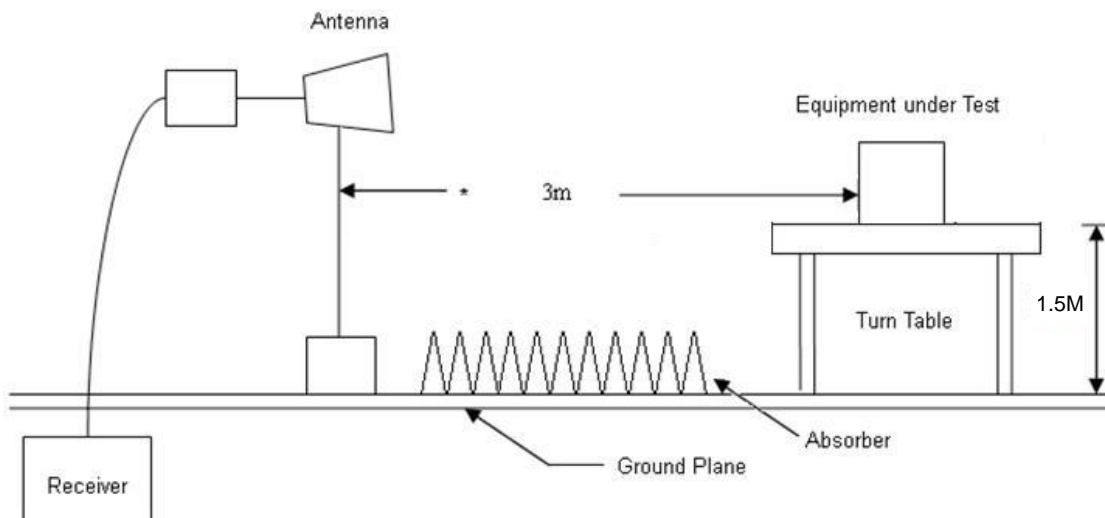 Antenna
Equipment under Test
* 3m
1.5M
Turn Table
Absorber
Ground Plane
Receiver